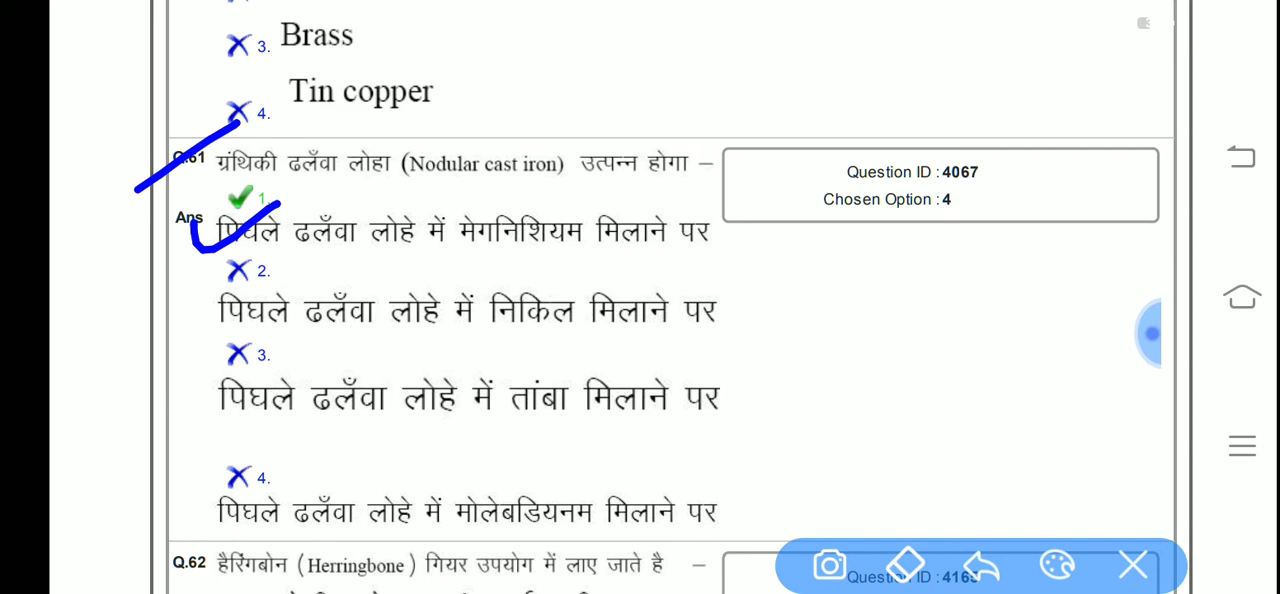 3. Brass
4. Tin copper
Q.61 ग्रंथिकी ढलँवा लोहा (Nodular cast iron) उत्पन्न होगा –
Question ID : 4067
Chosen Option : 4
Ans 1.
पिघले ढलँवा लोहे में मेगनिशियम मिलाने पर
2.
पिघले ढलँवा लोहे में निकिल मिलाने पर
3.
पिघले ढलँवा लोहे में तांबा मिलाने पर
4.
पिघले ढलँवा लोहे में मोलेबडियनम मिलाने पर
Q.62 हैरिंगबोन (Herringbone) गियर उपयोग में लाए जाते है –
Question ID :